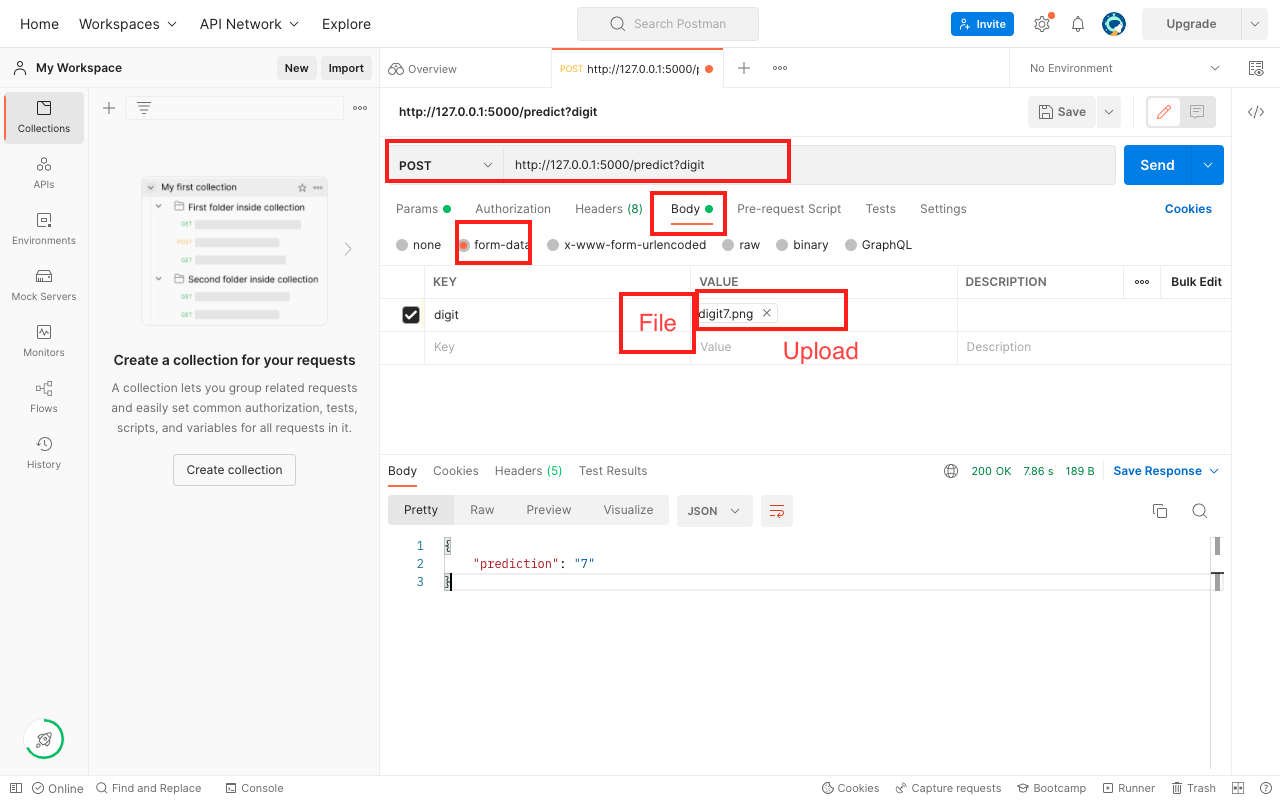 Home Workspaces API Network Explore Search Postman Invite Upgrade
My Workspace New Import Overview POST http://127.0.0.1:5000/p No Environment
http://127.0.0.1:5000/predict?digit Save
Collections
APIs
Environments
Mock Servers
Monitors
Flows
History
My first collection
First folder inside collection
GET
POST
GET
Second folder inside collection
GET
GET
Create a collection for your requests
A collection lets you group related requests
and easily set common authorization, tests,
scripts, and variables for all requests in it.
Create collection
POST http://127.0.0.1:5000/predict?digit Send
Params Authorization Headers (8) Body Pre-request Script Tests Settings Cookies
none form-data x-www-form-urlencoded raw binary GraphQL
KEY VALUE DESCRIPTION Bulk Edit
digit File digit7.png
Key Value Upload Description
Body Cookies Headers (5) Test Results 200 OK 7.86 s 189 B Save Response
Pretty Raw Preview Visualize JSON
1 {
2 "prediction": "7"
3 }
Online Find and Replace Console Cookies Capture requests Bootcamp Runner Trash